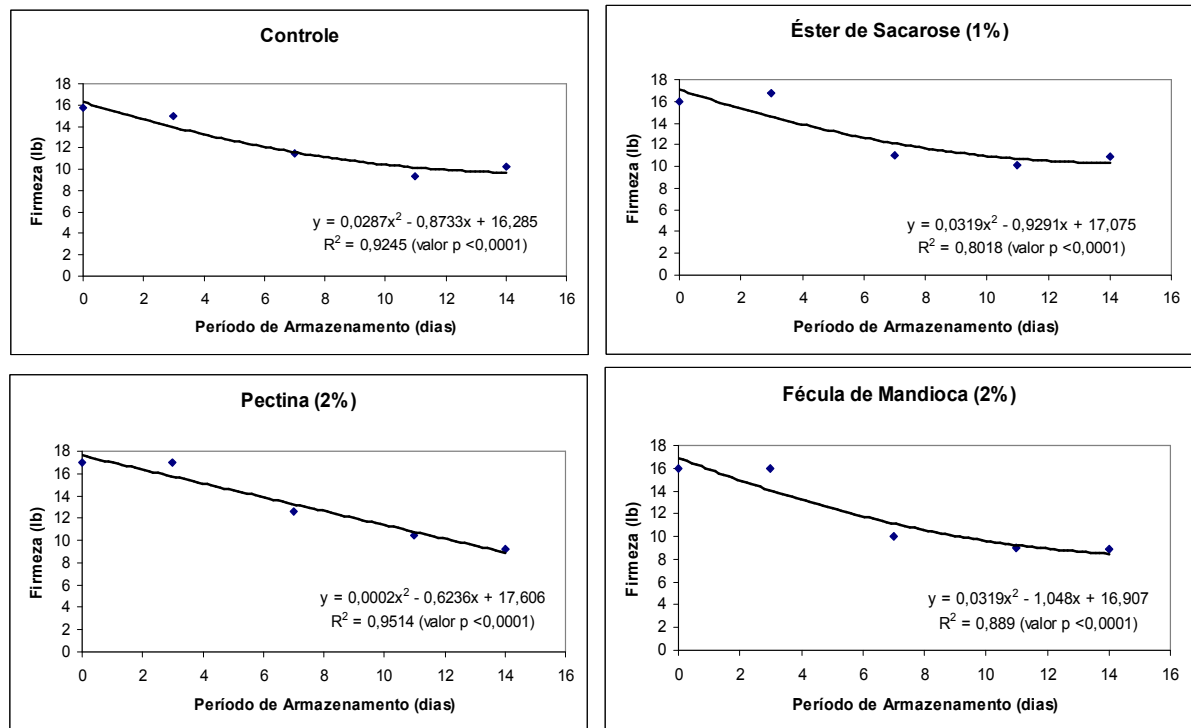 Controle
Firmeza (lb)
18
16
14
12
10
8
6
4
2
0
y = 0,0287x² - 0,8733x + 16,285
R² = 0,9245 (valor p <0,0001)
0 2 4 6 8 10 12 14 16
Período de Armazenamento (dias)
Éster de Sacarose (1%)
Firmeza (lb)
18
16
14
12
10
8
6
4
2
0
y = 0,0319x² - 0,9291x + 17,075
R² = 0,8018 (valor p <0,0001)
0 2 4 6 8 10 12 14 16
Período de Armazenamento (dias)
Pectina (2%)
Firmeza (lb)
18
16
14
12
10
8
6
4
2
0
y = 0,0002x² - 0,6236x + 17,606
R² = 0,9514 (valor p <0,0001)
0 2 4 6 8 10 12 14 16
Período de Armazenamento (dias)
Fécula de Mandioca (2%)
Firmeza (lb)
18
16
14
12
10
8
6
4
2
0
y = 0,0319x² - 1,048x + 16,907
R² = 0,889 (valor p <0,0001)
0 2 4 6 8 10 12 14 16
Período de Armazenamento (dias)